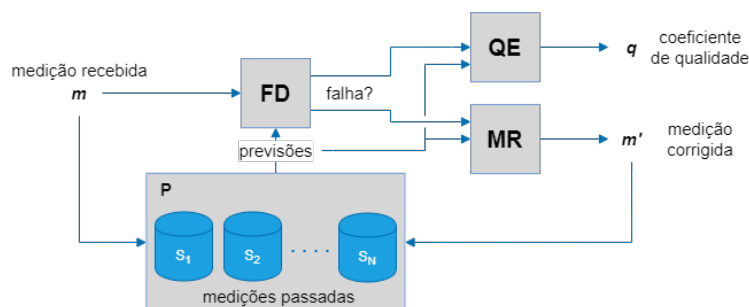 medição recebida
m
FD
falha?
QE
q
coeficiente
de qualidade
MR
m'
medição
corrigida
previsões
P
S1
S2
. . . .
SN
medições passadas